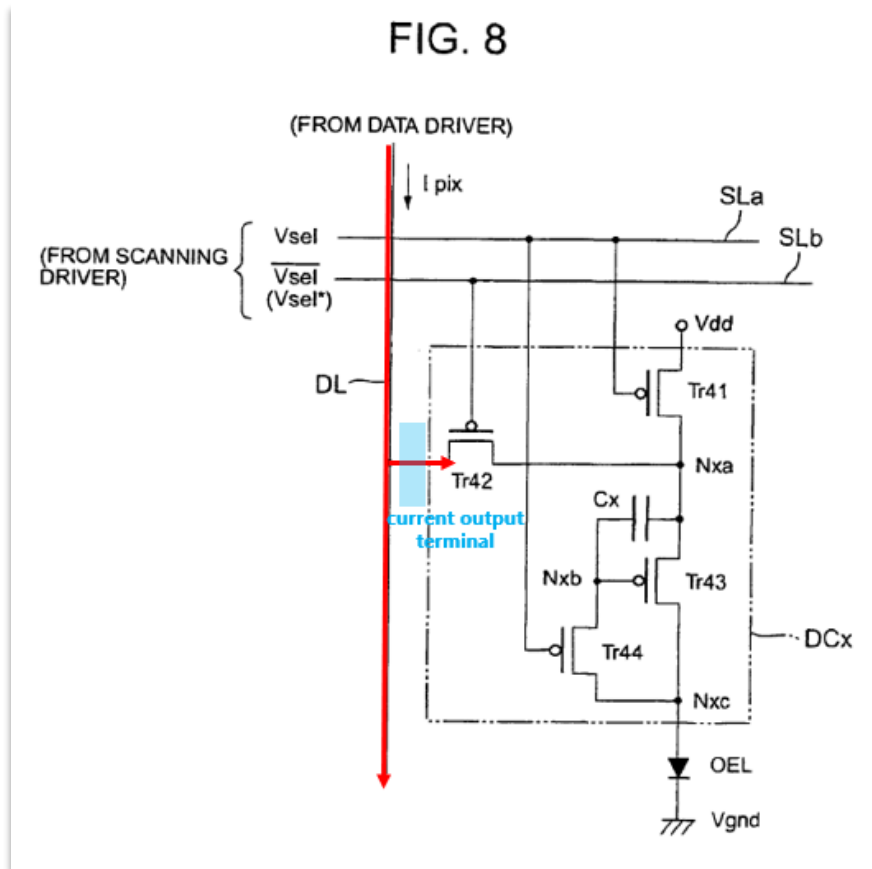 FIG. 8
(FROM DATA DRIVER)
I pix
SLa
Vsel
SLb
(FROM SCANNING
DRIVER)
Vsel
(Vsel*)
Vdd
DL
Tr41
Tr42
Nxa
Cx
current output
terminal
Nxb
Tr43
Tr44
DCx
Nxc
OEL
Vgnd